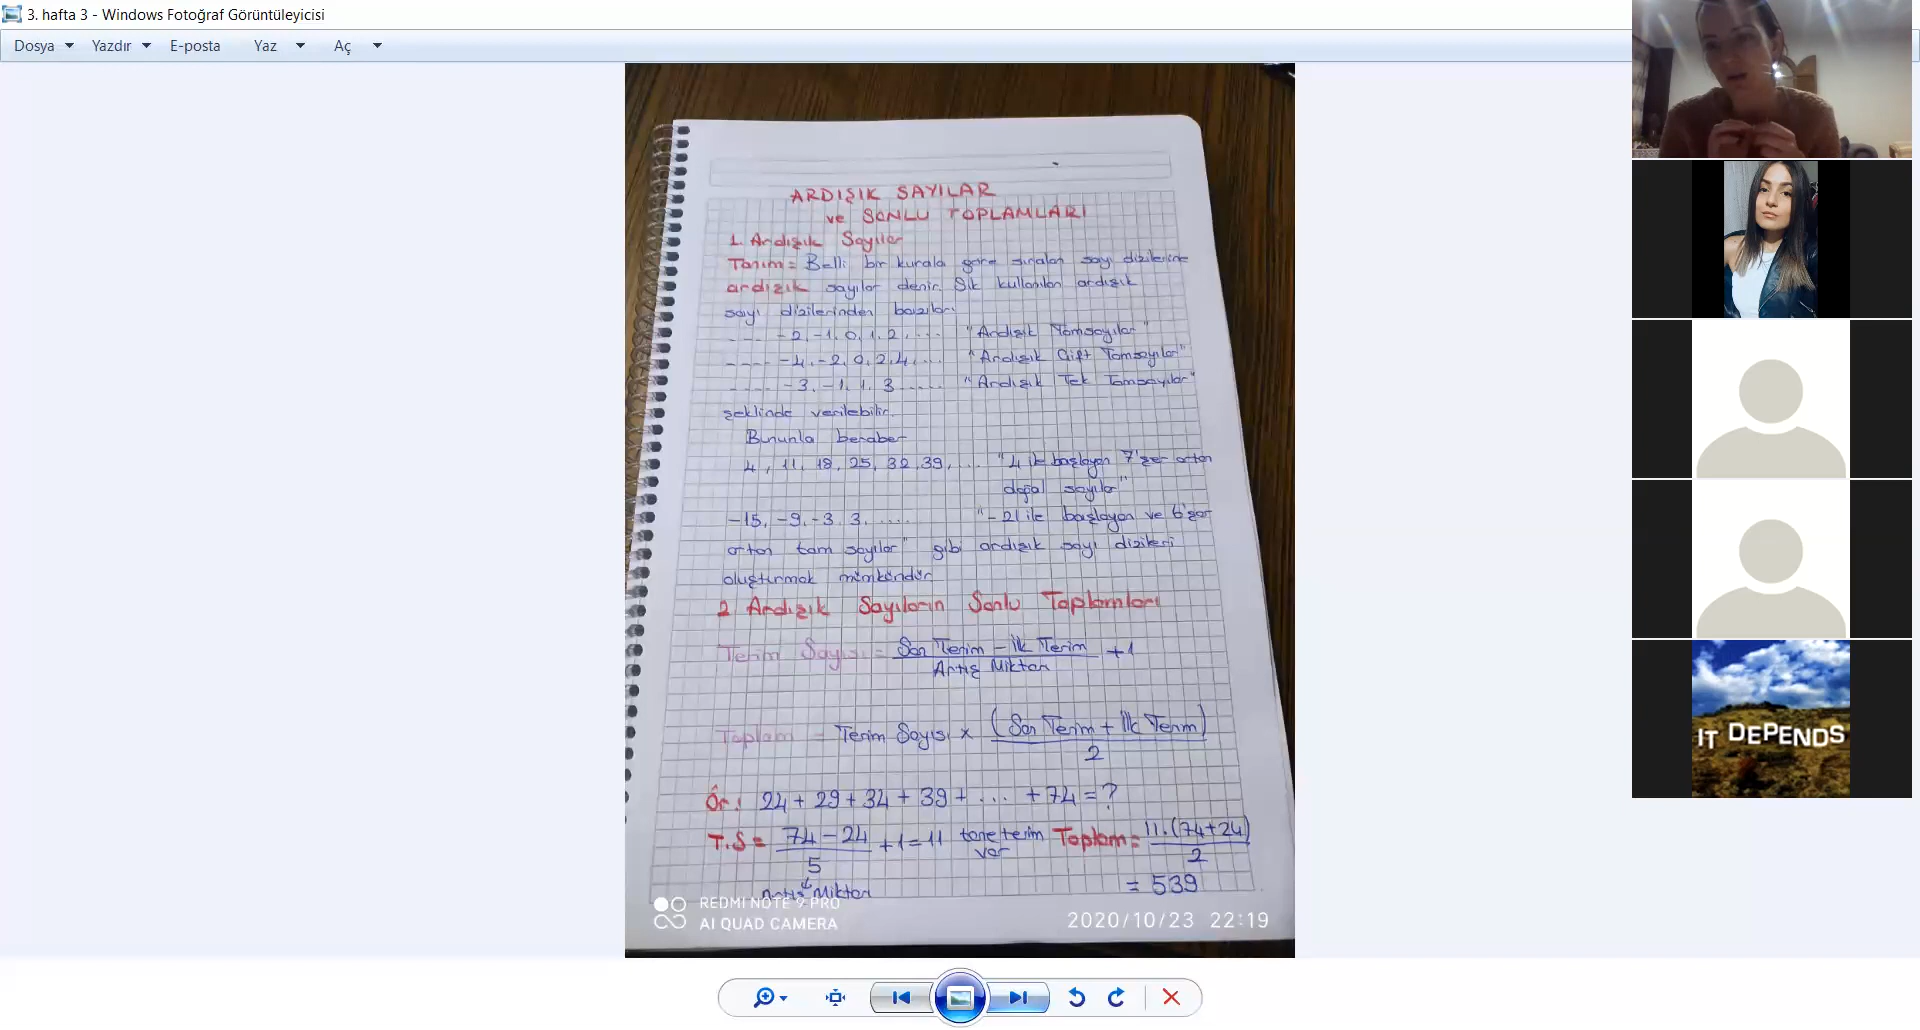 3. hafta 3 - Windows Fotoğraf Görüntüleyicisi
Dosya Yazdır E-posta Yaz Aç
ARDIŞIK SAYILAR
ve SONLU TOPLAMLARI
1. Ardışık Sayılar
Tanım = Belli bir kurala göre sıralan sayı dizilerine
ardışık sayılar denir. Sık kullanılan ardışık
sayı dizilerinden bazıları
.... -2, -1, 0, 1, 2, .... "Ardışık Tamsayılar"
.... -4, -2, 0, 2, 4, .... "Ardışık Çift Tamsayılar"
.... -3, -1, 1, 3 ..... "Ardışık Tek Tamsayılar"
şeklinde verilebilir.
Bununla beraber
4, 11, 18, 25, 32, 39, ... "4 ile başlayan 7'şer artan
doğal sayılar"
-15, -9, -3, 3, .... "-21 ile başlayan ve 6'şar
artan tam sayılar" gibi ardışık sayı dizileri
oluşturmak mümkündür.
2. Ardışık Sayıların Sonlu Toplamları
Terim Sayısı = Son Terim - İlk Terim + 1
Artış Miktarı
Toplam = Terim Sayısı x (Son Terim + İlk Terim)
2
Ör: 24 + 29 + 34 + 39 + ... + 74 = ?
T.S = 74 - 24 + 1 = 11 tane terim Toplam = 11.(74+24)
5 var 2
Artış Miktarı = 539
REDMI NOTE 9 PRO
AI QUAD CAMERA
2020/10/23 22:19
IT DEPENDS